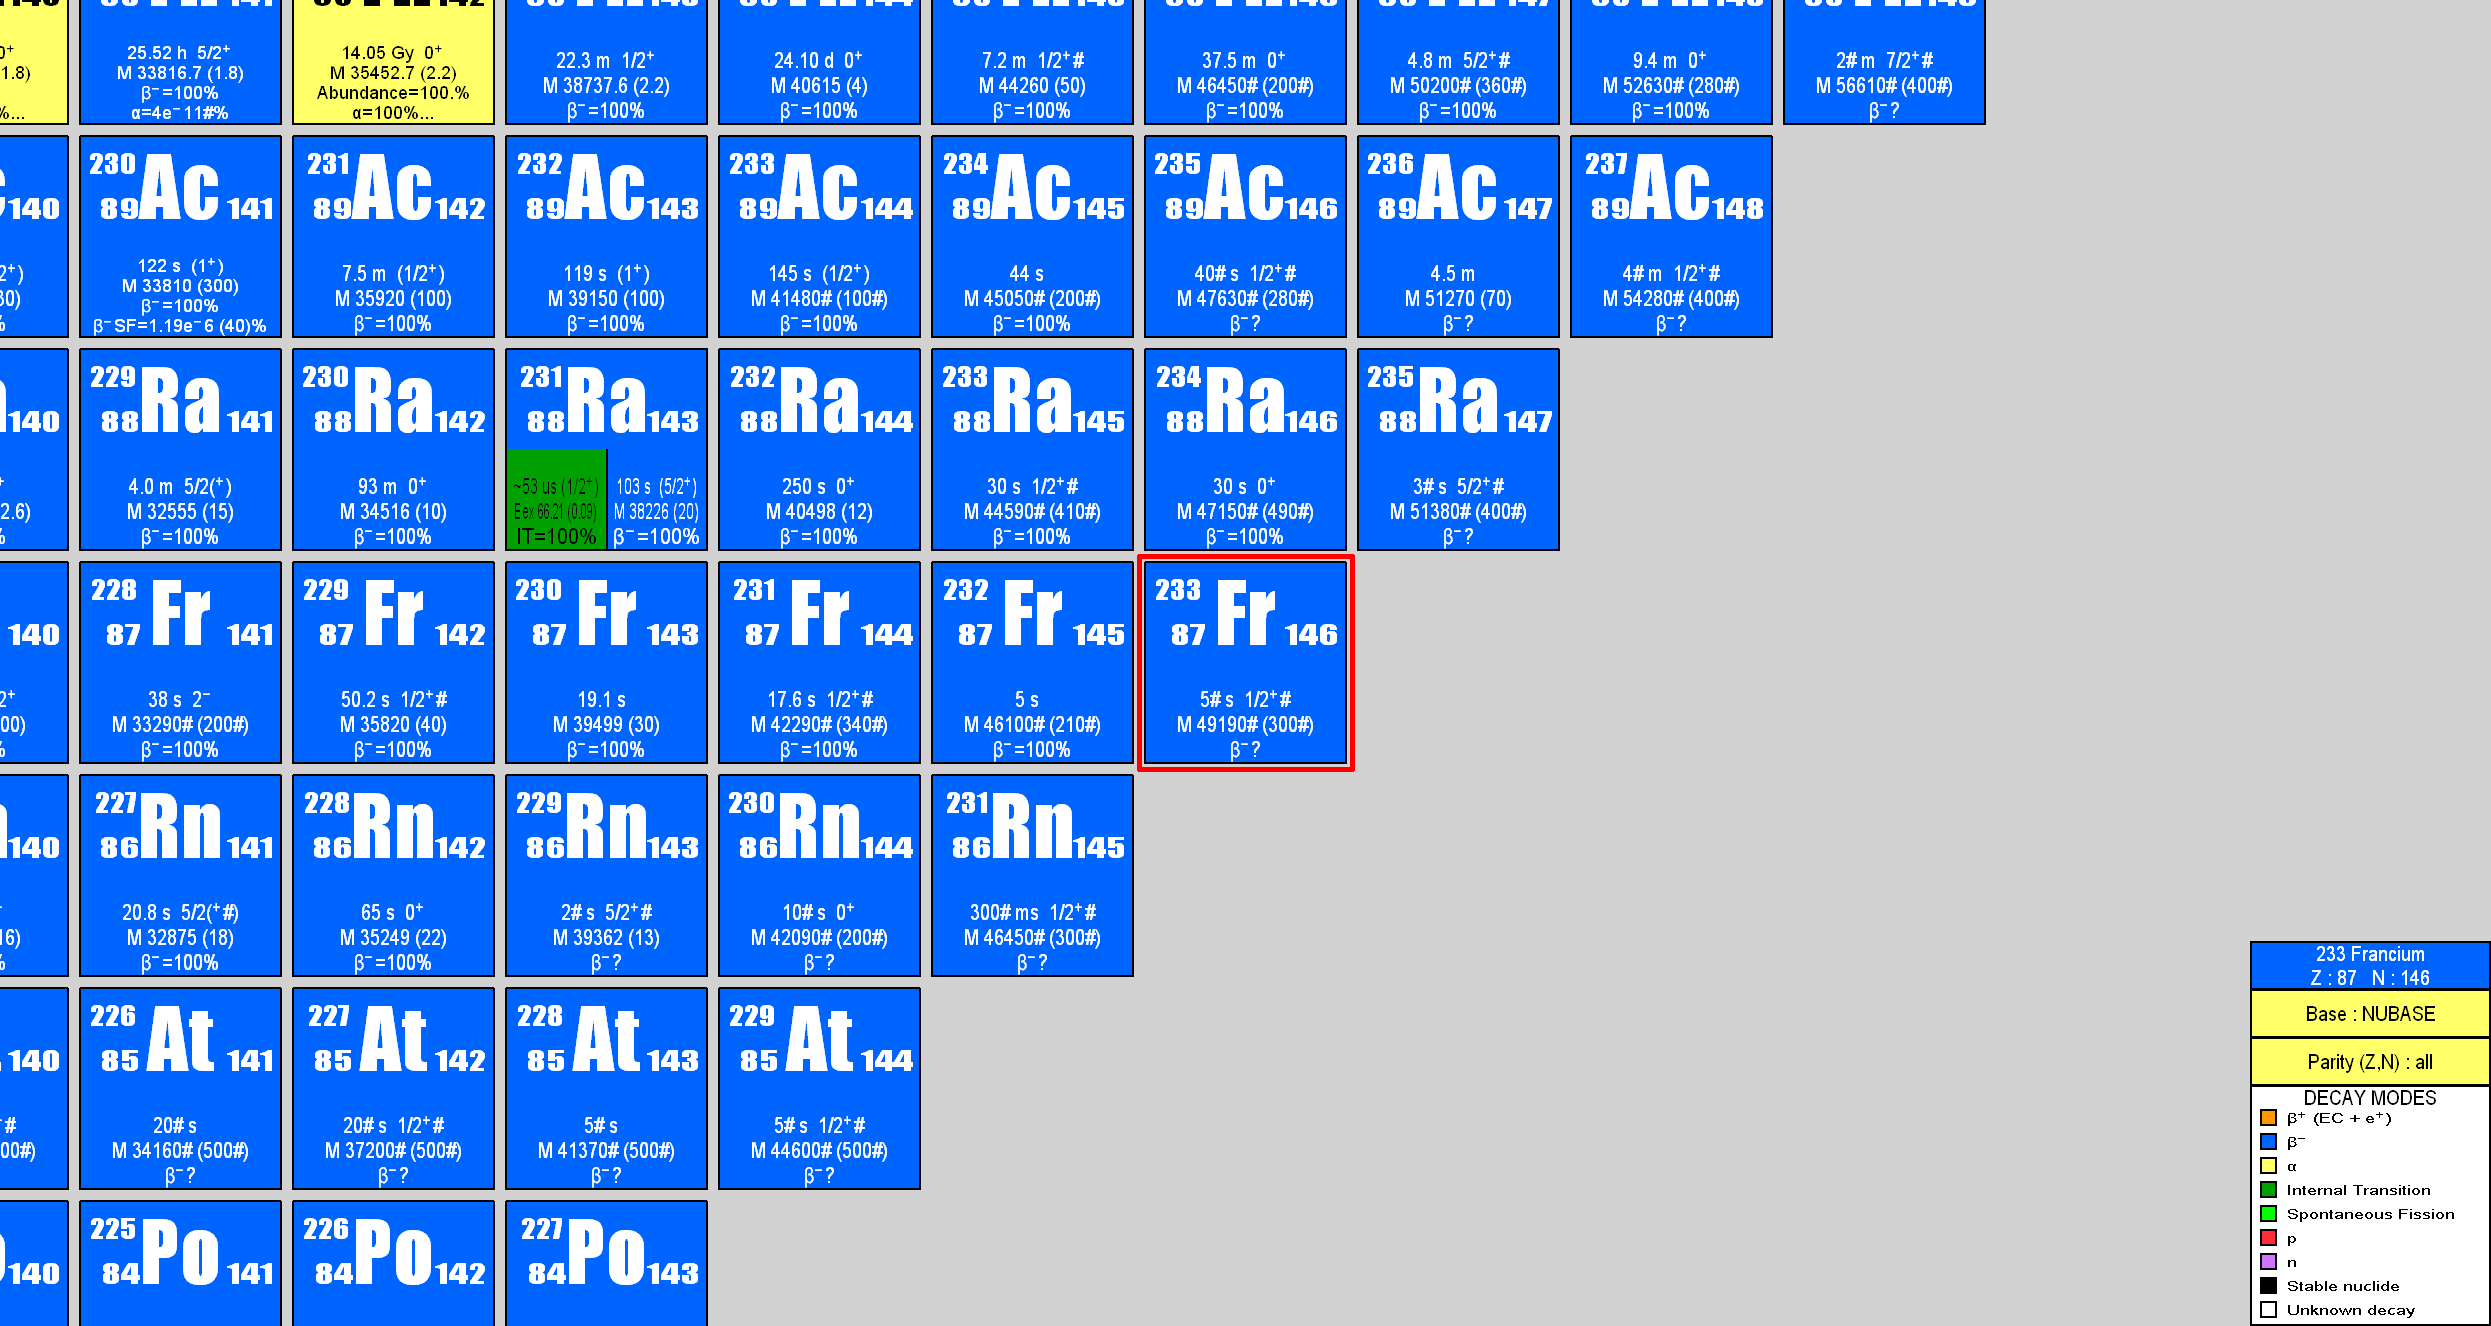 25.52 h 5/2⁺
M 33816.7 (1.8)
β⁻=100%
α=4e⁻11#%
14.05 Gy 0⁺
M 35452.7 (2.2)
Abundance=100.%
α=100%...
22.3 m 1/2⁺
M 38737.6 (2.2)
β⁻=100%
24.10 d 0⁺
M 40615 (4)
β⁻=100%
7.2 m 1/2⁺#
M 44260 (50)
β⁻=100%
37.5 m 0⁺
M 46450# (200#)
β⁻=100%
4.8 m 5/2⁺#
M 50200# (360#)
β⁻=100%
9.4 m 0⁺
M 52630# (280#)
β⁻=100%
2# m 7/2⁺#
M 56610# (400#)
β⁻ ?
140
230 Ac
89 141
122 s (1⁺)
M 33810 (300)
β⁻=100%
β⁻SF=1.19e⁻6 (40)%
231 Ac
89 142
7.5 m (1/2⁺)
M 35920 (100)
β⁻=100%
232 Ac
89 143
119 s (1⁺)
M 39150 (100)
β⁻=100%
233 Ac
89 144
145 s (1/2⁺)
M 41480# (100#)
β⁻=100%
234 Ac
89 145
44 s
M 45050# (200#)
β⁻=100%
235 Ac
89 146
40# s 1/2⁺#
M 47630# (280#)
β⁻ ?
236 Ac
89 147
4.5 m
M 51270 (70)
β⁻ ?
237 Ac
89 148
4# m 1/2⁺#
M 54280# (400#)
β⁻ ?
140
229 Ra
88 141
4.0 m 5/2(⁺)
M 32555 (15)
β⁻=100%
230 Ra
88 142
93 m 0⁺
M 34516 (10)
β⁻=100%
231 Ra
88 143
~53 us (1/2⁺)
Eex 66.21 (0.09)
IT=100%
103 s (5/2⁺)
M 38226 (20)
β⁻=100%
232 Ra
88 144
250 s 0⁺
M 40498 (12)
β⁻=100%
233 Ra
88 145
30 s 1/2⁺#
M 44590# (410#)
β⁻=100%
234 Ra
88 146
30 s 0⁺
M 47150# (490#)
β⁻=100%
235 Ra
88 147
3# s 5/2⁺#
M 51380# (400#)
β⁻ ?
140
228 Fr
87 141
38 s 2⁻
M 33290# (200#)
β⁻=100%
229 Fr
87 142
50.2 s 1/2⁺#
M 35820 (40)
β⁻=100%
230 Fr
87 143
19.1 s
M 39499 (30)
β⁻=100%
231 Fr
87 144
17.6 s 1/2⁺#
M 42290# (340#)
β⁻=100%
232 Fr
87 145
5 s
M 46100# (210#)
β⁻=100%
233 Fr
87 146
5# s 1/2⁺#
M 49190# (300#)
β⁻ ?
140
227 Rn
86 141
20.8 s 5/2(⁺#)
M 32875 (18)
β⁻=100%
228 Rn
86 142
65 s 0⁺
M 35249 (22)
β⁻=100%
229 Rn
86 143
2# s 5/2⁺#
M 39362 (13)
β⁻ ?
230 Rn
86 144
10# s 0⁺
M 42090# (200#)
β⁻ ?
231 Rn
86 145
300# ms 1/2⁺#
M 46450# (300#)
β⁻ ?
140
226 At
85 141
20# s
M 34160# (500#)
β⁻ ?
227 At
85 142
20# s 1/2⁺#
M 37200# (500#)
β⁻ ?
228 At
85 143
5# s
M 41370# (500#)
β⁻ ?
229 At
85 144
5# s 1/2⁺#
M 44600# (500#)
β⁻ ?
140
225 Po
84 141
226 Po
84 142
227 Po
84 143
233 Francium
Z : 87 N : 146
Base : NUBASE
Parity (Z,N) : all
DECAY MODES
β⁺ (EC + e⁺)
β⁻
α
Internal Transition
Spontaneous Fission
p
n
Stable nuclide
Unknown decay